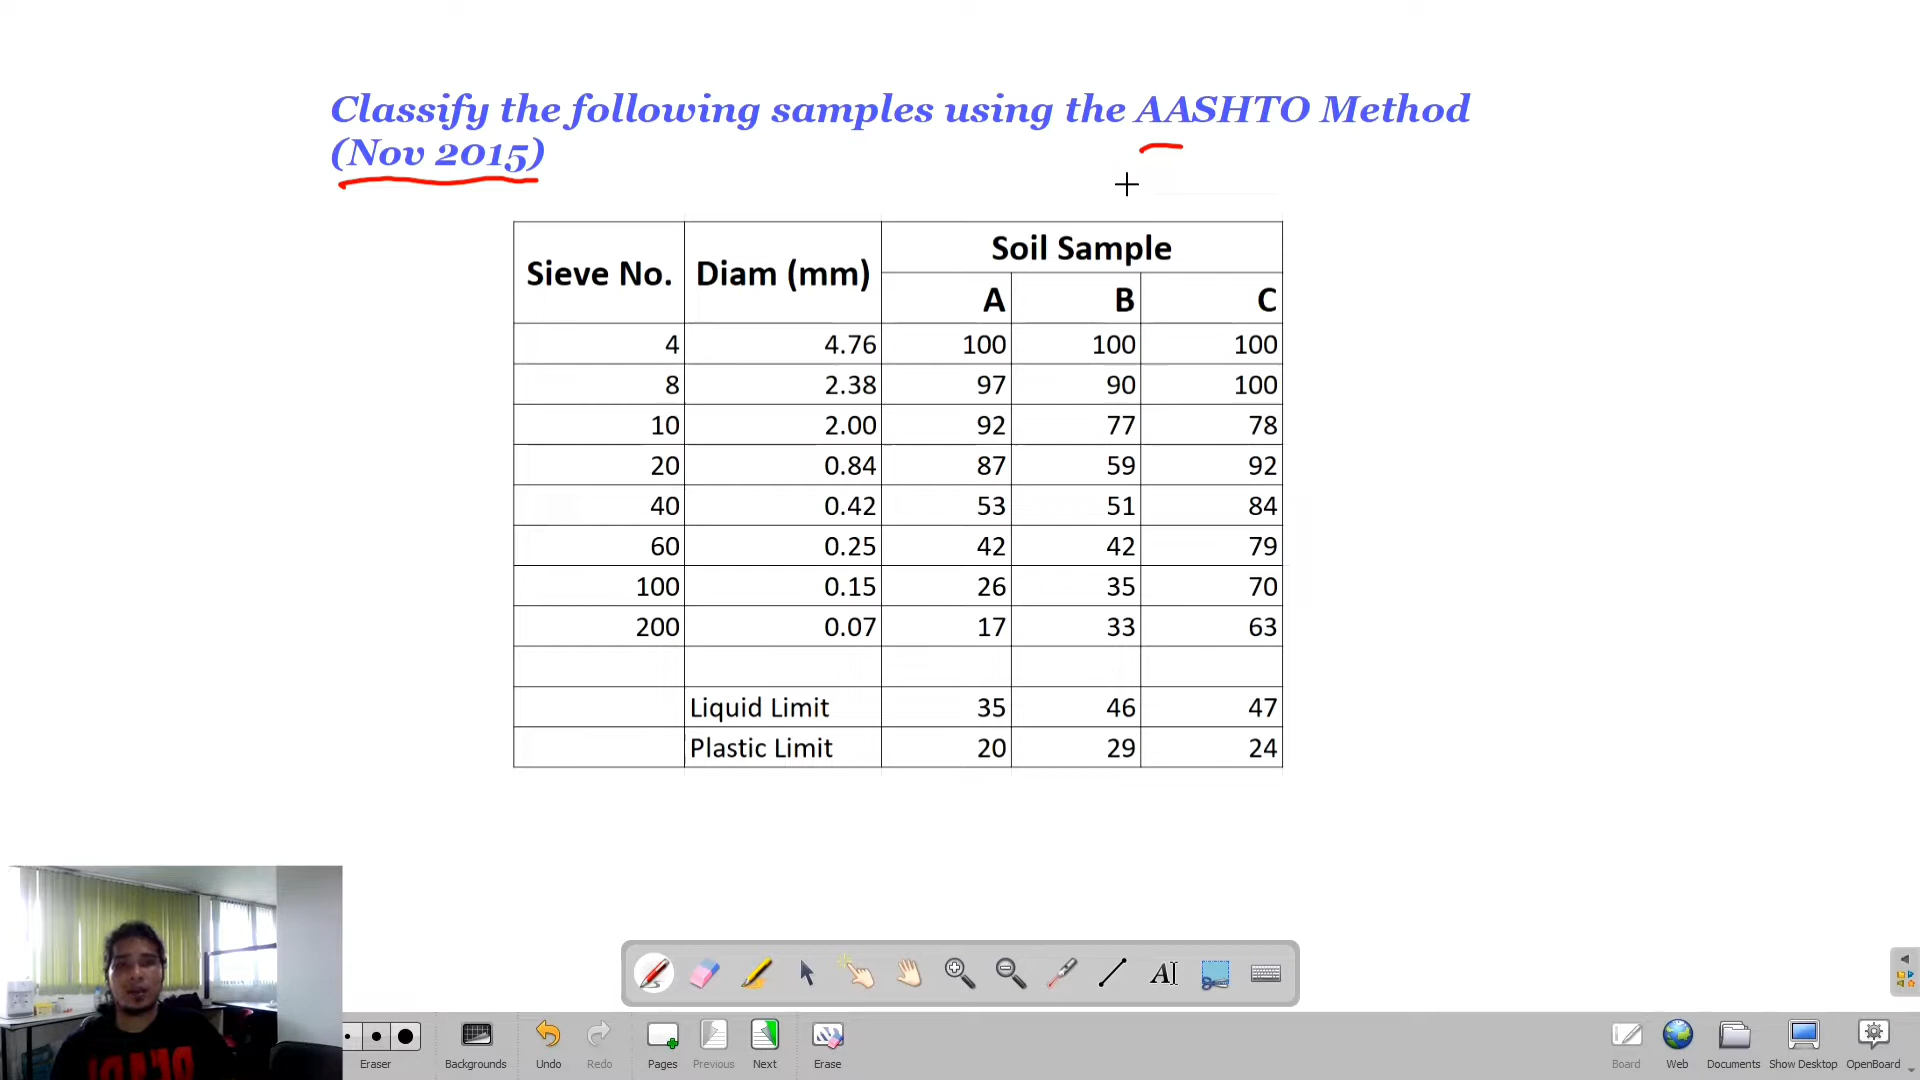 Classify the following samples using the AASHTO Method
(Nov 2015)
Sieve No. Diam (mm) Soil Sample
A B C
4 4.76 100 100 100
8 2.38 97 90 100
10 2.00 92 77 78
20 0.84 87 59 92
40 0.42 53 51 84
60 0.25 42 42 79
100 0.15 26 35 70
200 0.07 17 33 63
Liquid Limit 35 46 47
Plastic Limit 20 29 24
AI
Eraser Backgrounds Undo Redo Pages Previous Next Erase Board Web Documents Show Desktop OpenBoard